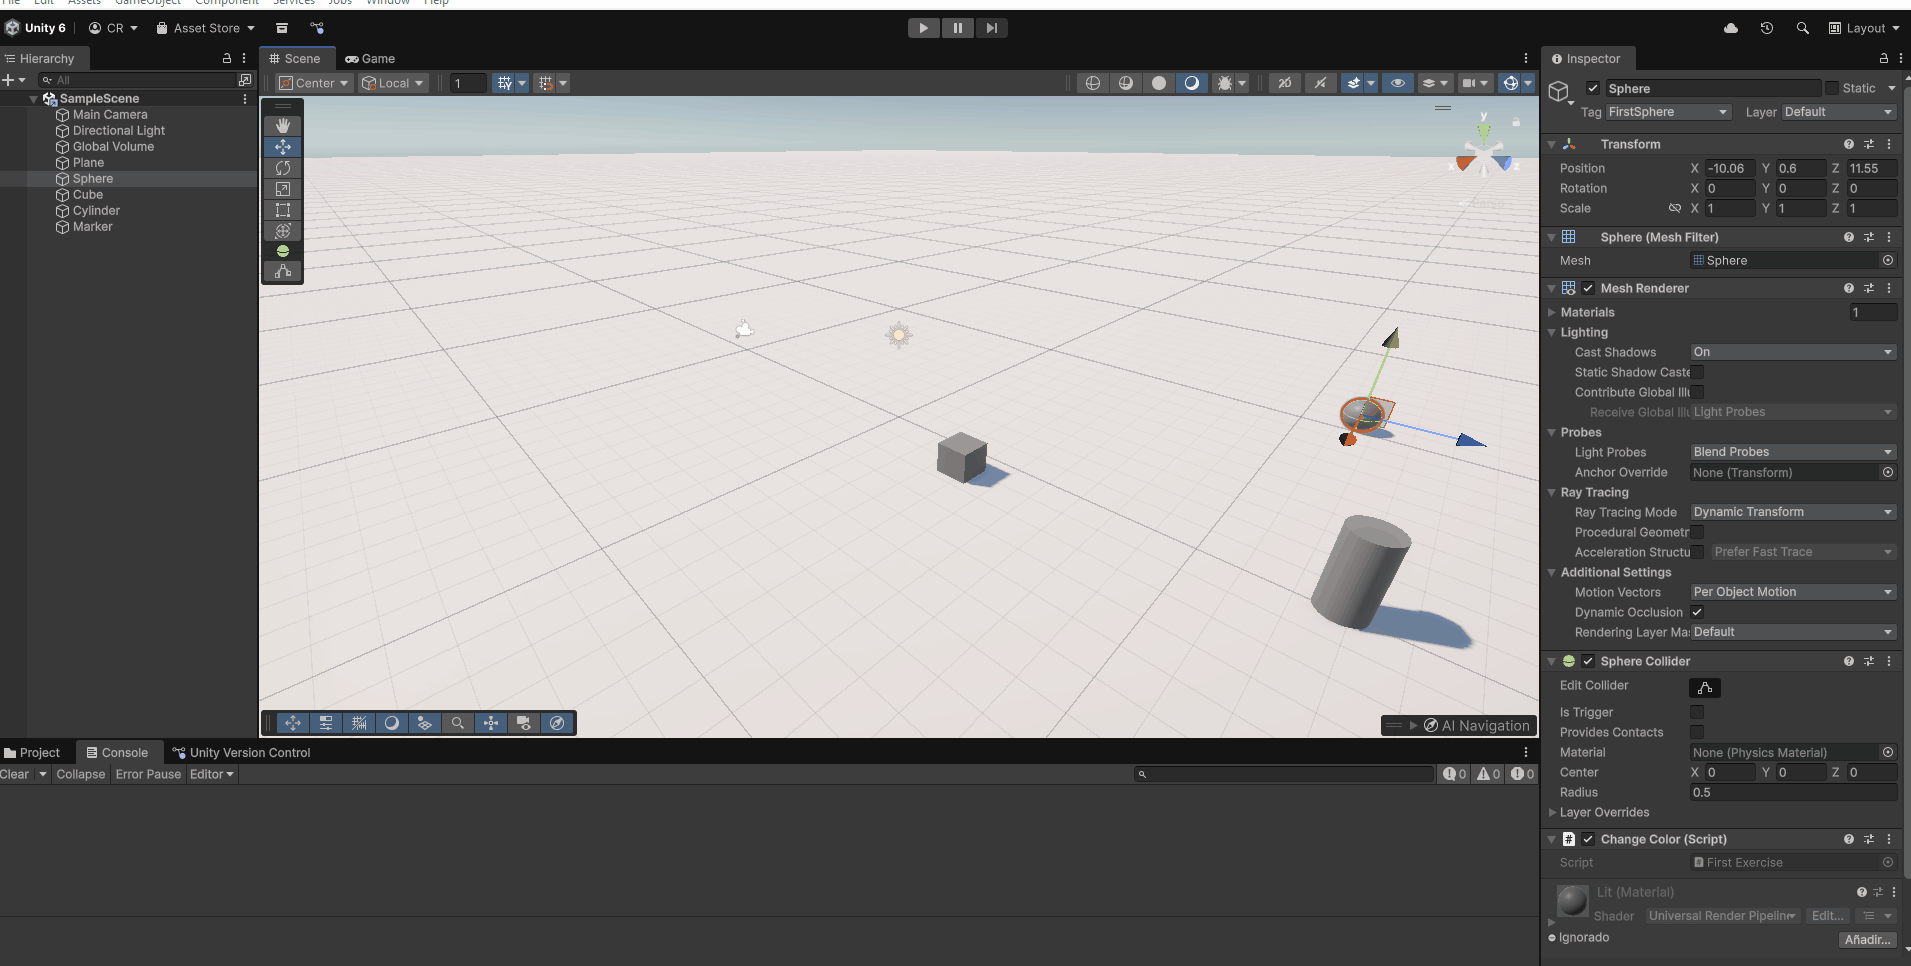 File Edit Assets GameObject Component Services Jobs Window Help
Unity 6 CR Asset Store Layout
Hierarchy
All
SampleScene
Main Camera
Directional Light
Global Volume
Plane
Sphere
Cube
Cylinder
Marker
Scene Game
Center Local 1 2D
y
x z
Persp
AI Navigation
Project Console Unity Version Control
Clear Collapse Error Pause Editor 0 0 0
Inspector
Sphere Static
Tag FirstSphere Layer Default
Transform
Position X -10.06 Y 0.6 Z 11.55
Rotation X 0 Y 0 Z 0
Scale X 1 Y 1 Z 1
Sphere (Mesh Filter)
Mesh Sphere
Mesh Renderer
Materials 1
Lighting
Cast Shadows On
Static Shadow Caste
Contribute Global Illu
Receive Global Illu Light Probes
Probes
Light Probes Blend Probes
Anchor Override None (Transform)
Ray Tracing
Ray Tracing Mode Dynamic Transform
Procedural Geometr
Acceleration Structu Prefer Fast Trace
Additional Settings
Motion Vectors Per Object Motion
Dynamic Occlusion
Rendering Layer Mas Default
Sphere Collider
Edit Collider
Is Trigger
Provides Contacts
Material None (Physics Material)
Center X 0 Y 0 Z 0
Radius 0.5
Layer Overrides
# Change Color (Script)
Script First Exercise
Lit (Material)
Shader Universal Render Pipeline Edit...
Ignorado
Añadir...